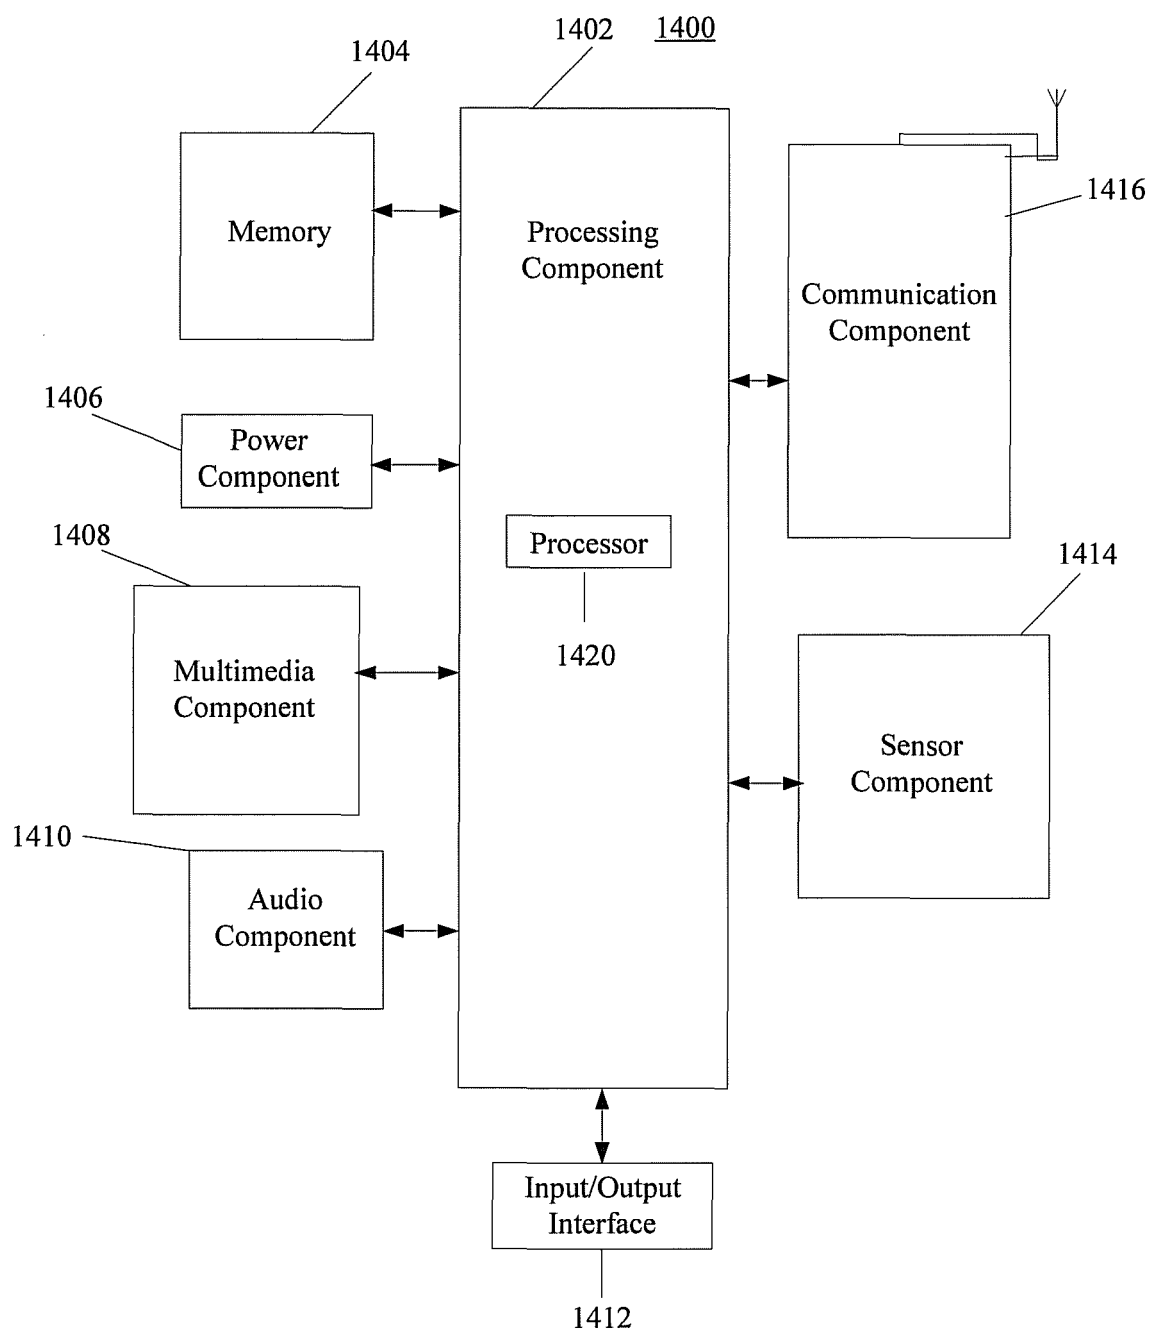 1402
1400
1404
Memory
Processing
Component
1416
Communication
Component
1406
Power
Component
1408
Processor
1420
1414
Multimedia
Component
Sensor
Component
1410
Audio
Component
Input/Output
Interface
1412